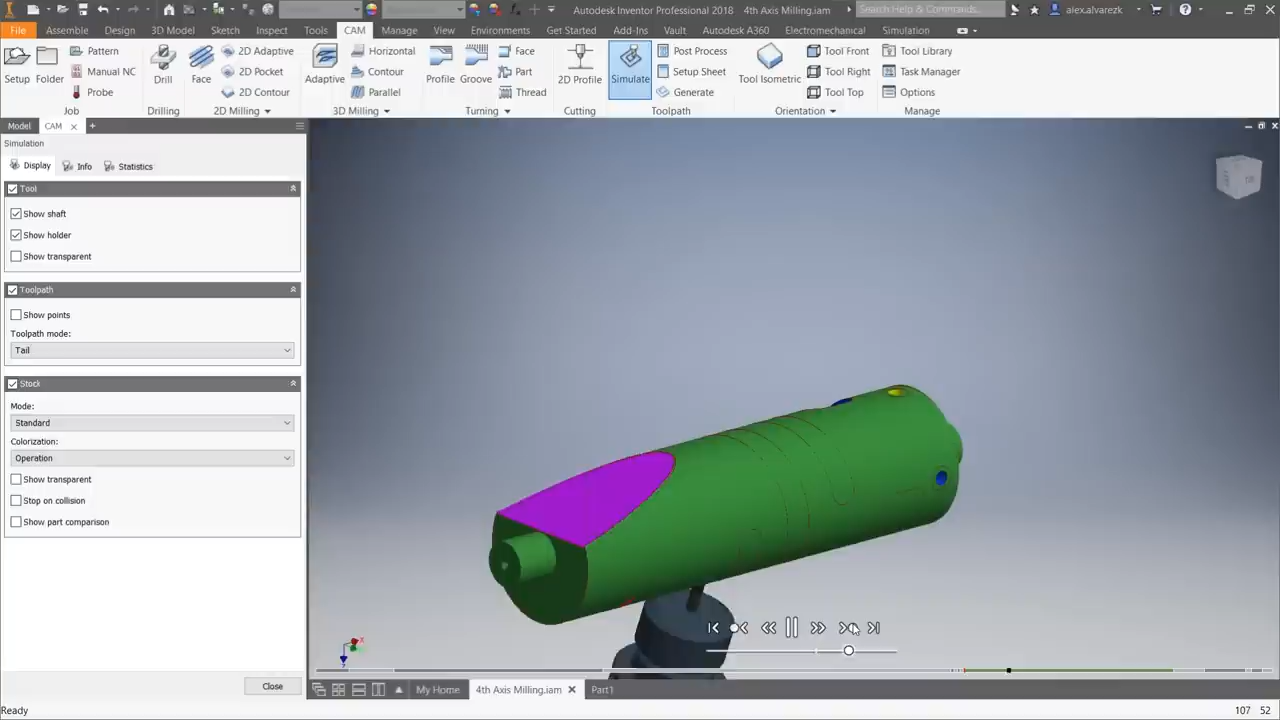 Autodesk Inventor Professional 2018  4th Axis Milling.iam
Search Help & Commands...
alex.alvarezk
File Assembly Design 3D Model Sketch Inspect Tools CAM Manage View Environments Get Started Add-Ins Vault Autodesk A360 Electromechanical Simulation
Setup Folder
Pattern
Manual NC
Probe
Job
Drill
Drilling
Face
2D Adaptive
2D Pocket
2D Contour
2D Milling
Adaptive
Horizontal
Contour
Parallel
3D Milling
Profile Groove
Face
Part
Thread
Turning
2D Profile
Cutting
Simulate
Post Process
Setup Sheet
Generate
Toolpath
Tool Isometric
Tool Front
Tool Right
Tool Top
Orientation
Tool Library
Task Manager
Options
Manage
Model CAM
Simulation
Display Info Statistics
Tool
Show shaft
Show holder
Show transparent
Toolpath
Show points
Toolpath mode:
Tail
Stock
Mode:
Standard
Colorization:
Operation
Show transparent
Stop on collision
Show part comparison
Close
My Home 4th Axis Milling.iam Part1
Ready
107 52